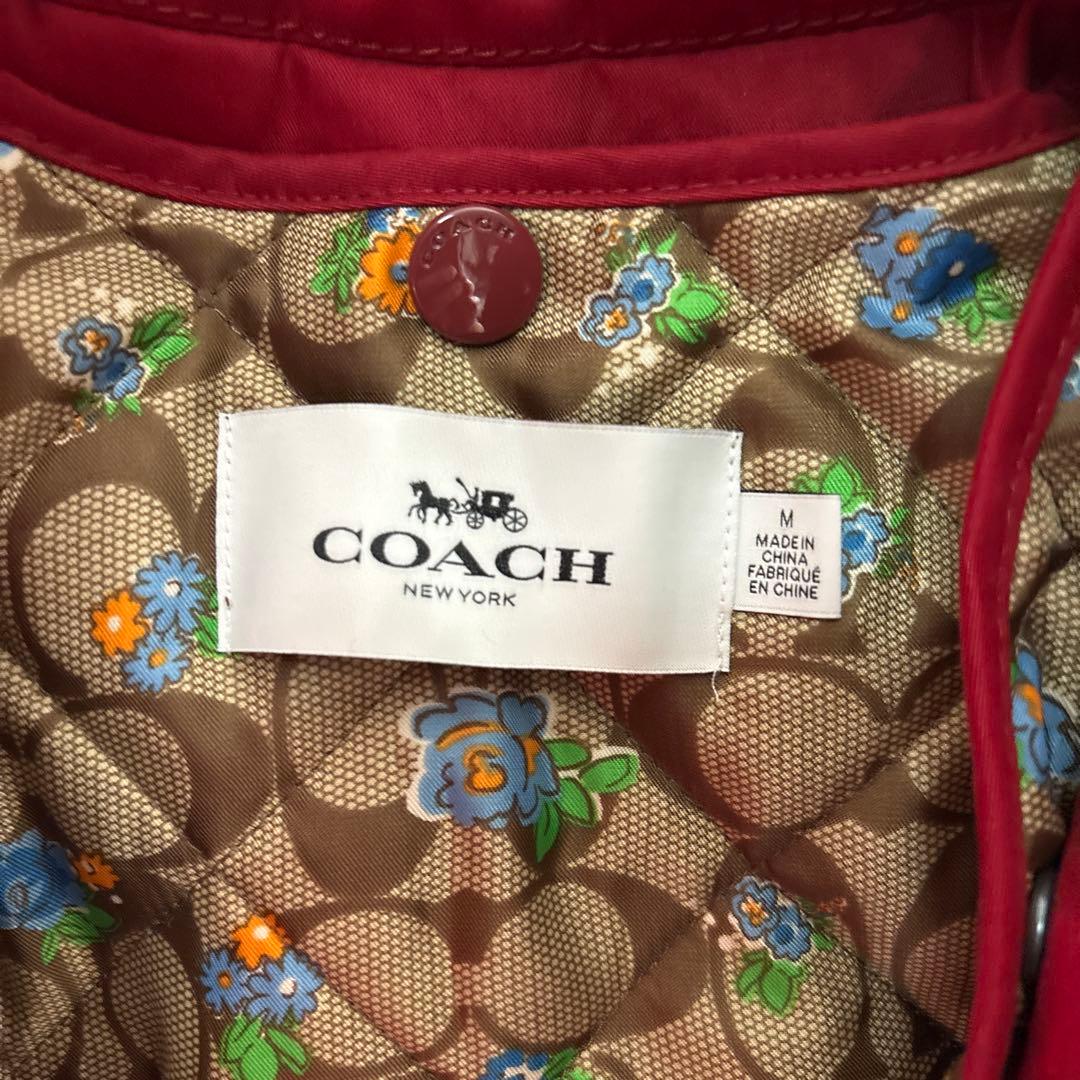 COACH
COACH
NEW YORK
M
MADE IN
CHINA
FABRIQUÉ
EN CHINE